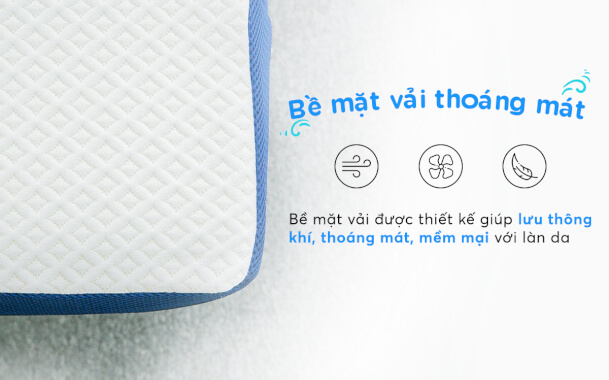 Bề mặt vải thoáng mát
Bề mặt vải được thiết kế giúp lưu thông
khí, thoáng mát, mềm mại với làn da